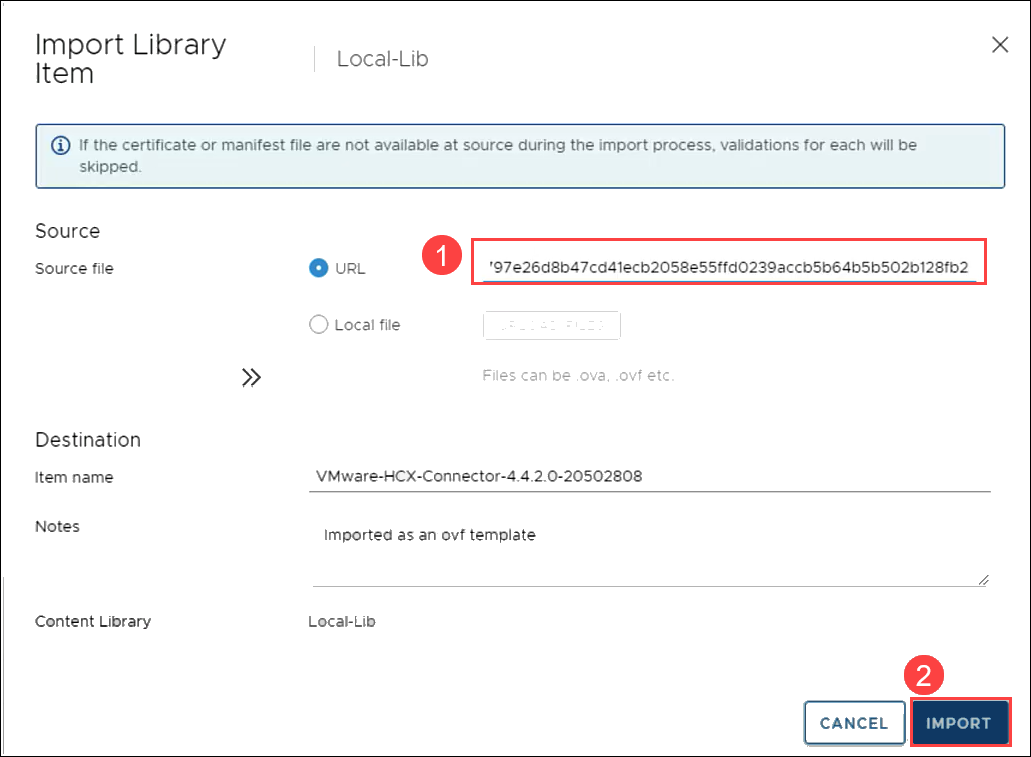 Import Library
Item
Local-Lib
If the certificate or manifest file are not available at source during the import process, validations for each will be
skipped.
Source
Source file
URL
1
'97e26d8b47cd41ecb2058e55ffd0239accb5b64b5b502b128fb2
Local file
UPLOAD FILES
Files can be .ova, .ovf etc.
Destination
Item name
VMware-HCX-Connector-4.4.2.0-20502808
Notes
Imported as an ovf template
Content Library
Local-Lib
2
CANCEL
IMPORT